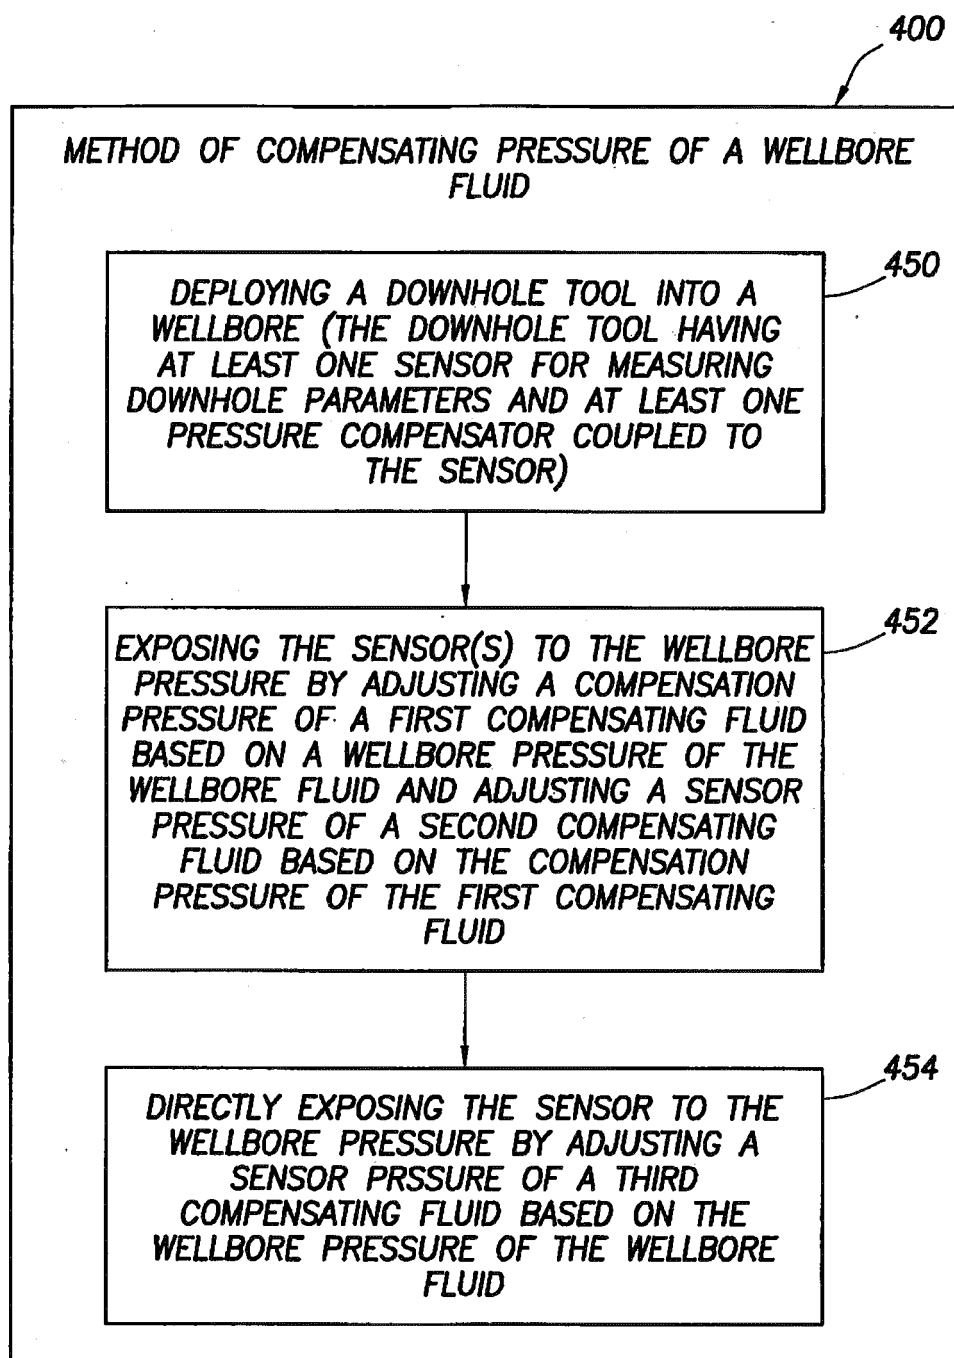 400
METHOD OF COMPENSATING PRESSURE OF A WELLBORE
FLUID
450
DEPLOYING A DOWNHOLE TOOL INTO A
WELLBORE (THE DOWNHOLE TOOL HAVING
AT LEAST ONE SENSOR FOR MEASURING
DOWNHOLE PARAMETERS AND AT LEAST ONE
PRESSURE COMPENSATOR COUPLED TO
THE SENSOR)
452
EXPOSING THE SENSOR(S) TO THE WELLBORE
PRESSURE BY ADJUSTING A COMPENSATION
PRESSURE OF A FIRST COMPENSATING FLUID
BASED ON A WELLBORE PRESSURE OF THE
WELLBORE FLUID AND ADJUSTING A SENSOR
PRESSURE OF A SECOND COMPENSATING
FLUID BASED ON THE COMPENSATION
PRESSURE OF THE FIRST COMPENSATING
FLUID
454
DIRECTLY EXPOSING THE SENSOR TO THE
WELLBORE PRESSURE BY ADJUSTING A
SENSOR PRSSURE OF A THIRD
COMPENSATING FLUID BASED ON THE
WELLBORE PRESSURE OF THE WELLBORE
FLUID